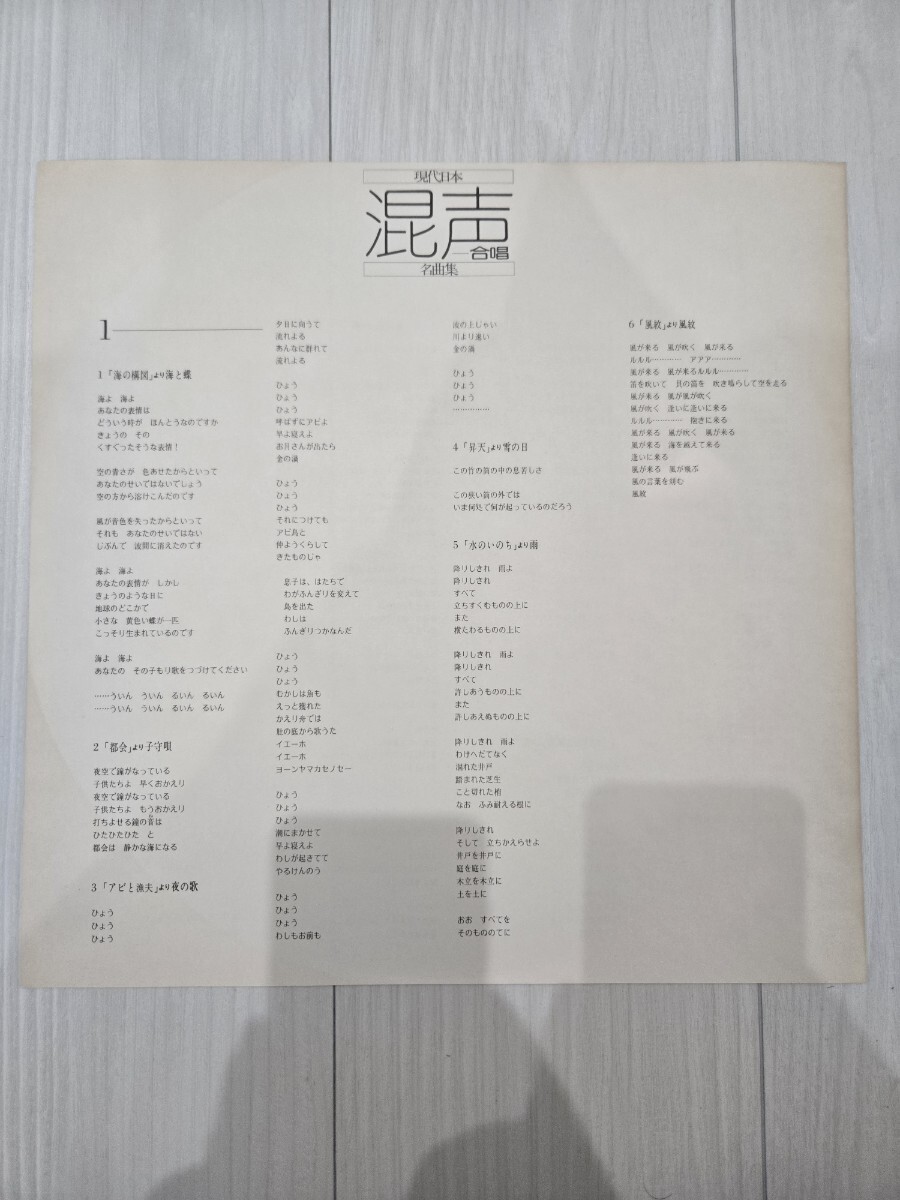 現代日本
混声
合唱
名曲集
1
1「海の構図」より海と蝶
海よ　海よ
あなたの表情は
どういう時が　ほんとうなのですか
きょうの　その
くすぐったそうな表情！
空の青さが　色あせたからといって
あなたのせいではないでしょう
空の方から溶けこんだのです
風が音色を失ったからといって
それも　あなたのせいではない
じぶんで　波間に消えたのです
海よ　海よ
あなたの表情が　しかし
きょうのような日に
地球のどこかで
小さな　黄色い蝶が一匹
こっそり生まれているのです
海よ　海よ
あなたの　その子もり歌をつづけてください
……ういん　ういん　るいん　るいん
……ういん　ういん　るいん　るいん
2「都会」より子守唄
夜空で鐘がなっている
子供たちよ　早くおかえり
夜空で鐘がなっている
子供たちよ　もうおかえり
打ちよせる鐘の音は
ひたひたひた　と
都会は　静かな海になる
3「アビと漁夫」より夜の歌
ひょう
ひょう
ひょう
夕日に向うて
流れよる
あんなに群れて
流れよる
ひょう
ひょう
ひょう
呼ばずにアビよ
早よ寝えよ
お月さんが出たら
金の渦
ひょう
ひょう
ひょう
それにつけても
アビ鳥と
仲ようくらして
きたものじゃ
息子は、はたちで
わがふんぎりを変えて
島を出た
わしは
ふんぎりつかなんだ
ひょう
ひょう
ひょう
むかしは魚も
えっと獲れた
かえり舟では
肚の底から歌うた
イエーホ
イエーホ
ヨーンヤマカセノセー
ひょう
ひょう
ひょう
潮にまかせて
早よ寝えよ
わしが起きてて
やるけんのう
ひょう
ひょう
ひょう
わしもお前も
波の上じゃい
川より速い
金の渦
ひょう
ひょう
ひょう
……………
4「昇天」より雪の日
この竹の筒の中の息苦しさ
この狭い筒の外では
いま何処で何が起っているのだろう
5「水のいのち」より雨
降りしきれ　雨よ
降りしきれ
すべて
立ちすくむものの上に
また
横たわるものの上に
降りしきれ　雨よ
降りしきれ
すべて
許しあうものの上に
また
許しあえぬものの上に
降りしきれ　雨よ
わけへだてなく
涸れた井戸
踏まれた芝生
こと切れた梢
なお　ふみ耐える根に
降りしきれ
そして　立ちかえらせよ
井戸を井戸に
庭を庭に
木立を木立に
土を土に
おお　すべてを
そのもののてに
6「風紋」より風紋
風が来る　風が吹く　風が来る
ルルル…………　アアア…………
風が来る　風が来るルルル…………
笛を吹いて　貝の笛を　吹き鳴らして空を走る
風が来る　風が風が吹く
風が吹く　逢いに逢いに来る
ルルル…………　抱きに来る
風が来る　風が吹く　風が来る
風が来る　海を越えて来る
逢いに来る
風が来る　風が飛ぶ
風の言葉を刻む
風紋